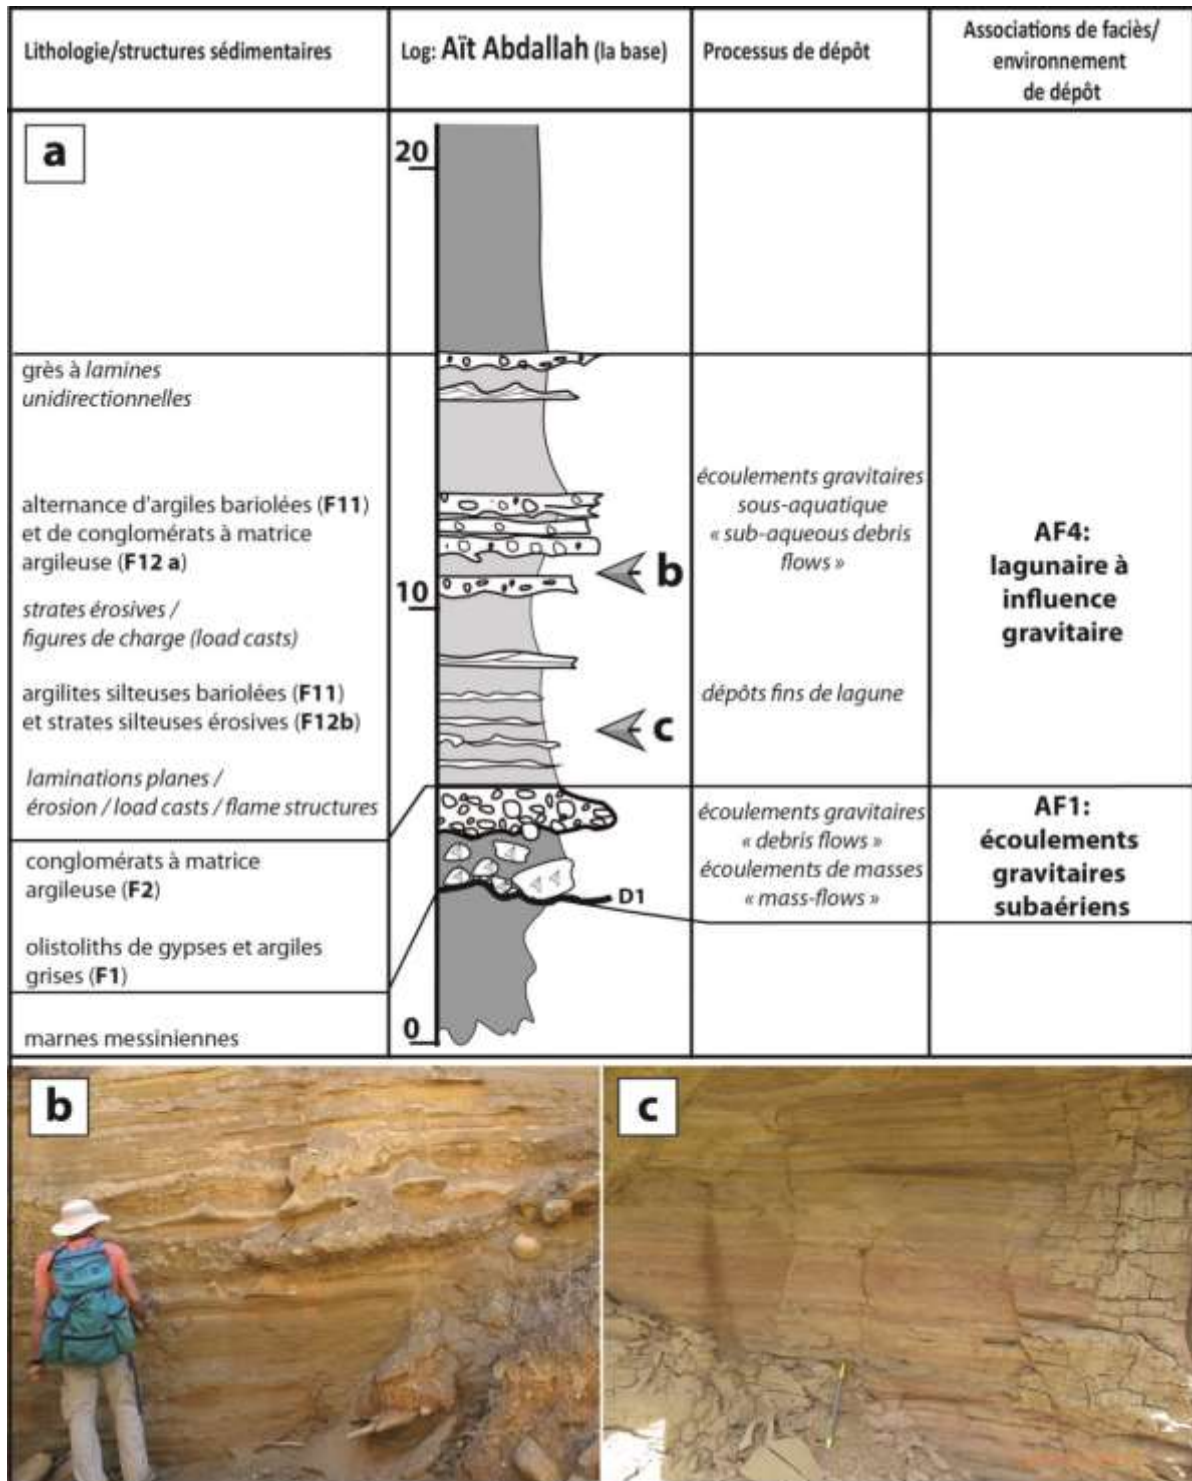 Lithologie/structures sédimentaires
Log: Aït Abdallah (la base)
Processus de dépôt
Associations de faciès/
environnement
de dépôt
a
20
grès à lamines
unidirectionnelles
alternance d'argiles bariolées (F11)
et de conglomérats à matrice
argileuse (F12 a)
strates érosives /
figures de charge (load casts)
argilites silteuses bariolées (F11)
et strates silteuses érosives (F12b)
laminations planes /
érosion / load casts / flame structures
conglomérats à matrice
argileuse (F2)
olistoliths de gypses et argiles
grises (F1)
marnes messiniennes
10
b
c
D1
0
écoulements gravitaires
sous-aquatique
« sub-aqueous debris
flows »
dépôts fins de lagune
écoulements gravitaires
« debris flows »
écoulements de masses
« mass-flows »
AF4:
lagunaire à
influence
gravitaire
AF1:
écoulements
gravitaires
subaériens
b
c